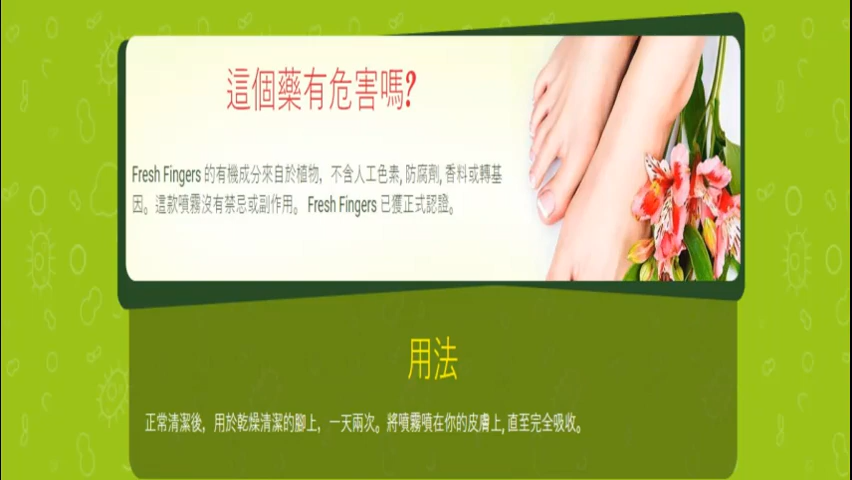 這個藥有危害嗎?
Fresh Fingers 的有機成分來自於植物，不含人工色素, 防腐劑, 香料或轉基
因。這款噴霧沒有禁忌或副作用。 Fresh Fingers 已獲正式認證。
用法
正常清潔後，用於乾燥清潔的腳上，一天兩次。將噴霧噴在你的皮膚上, 直至完全吸收。